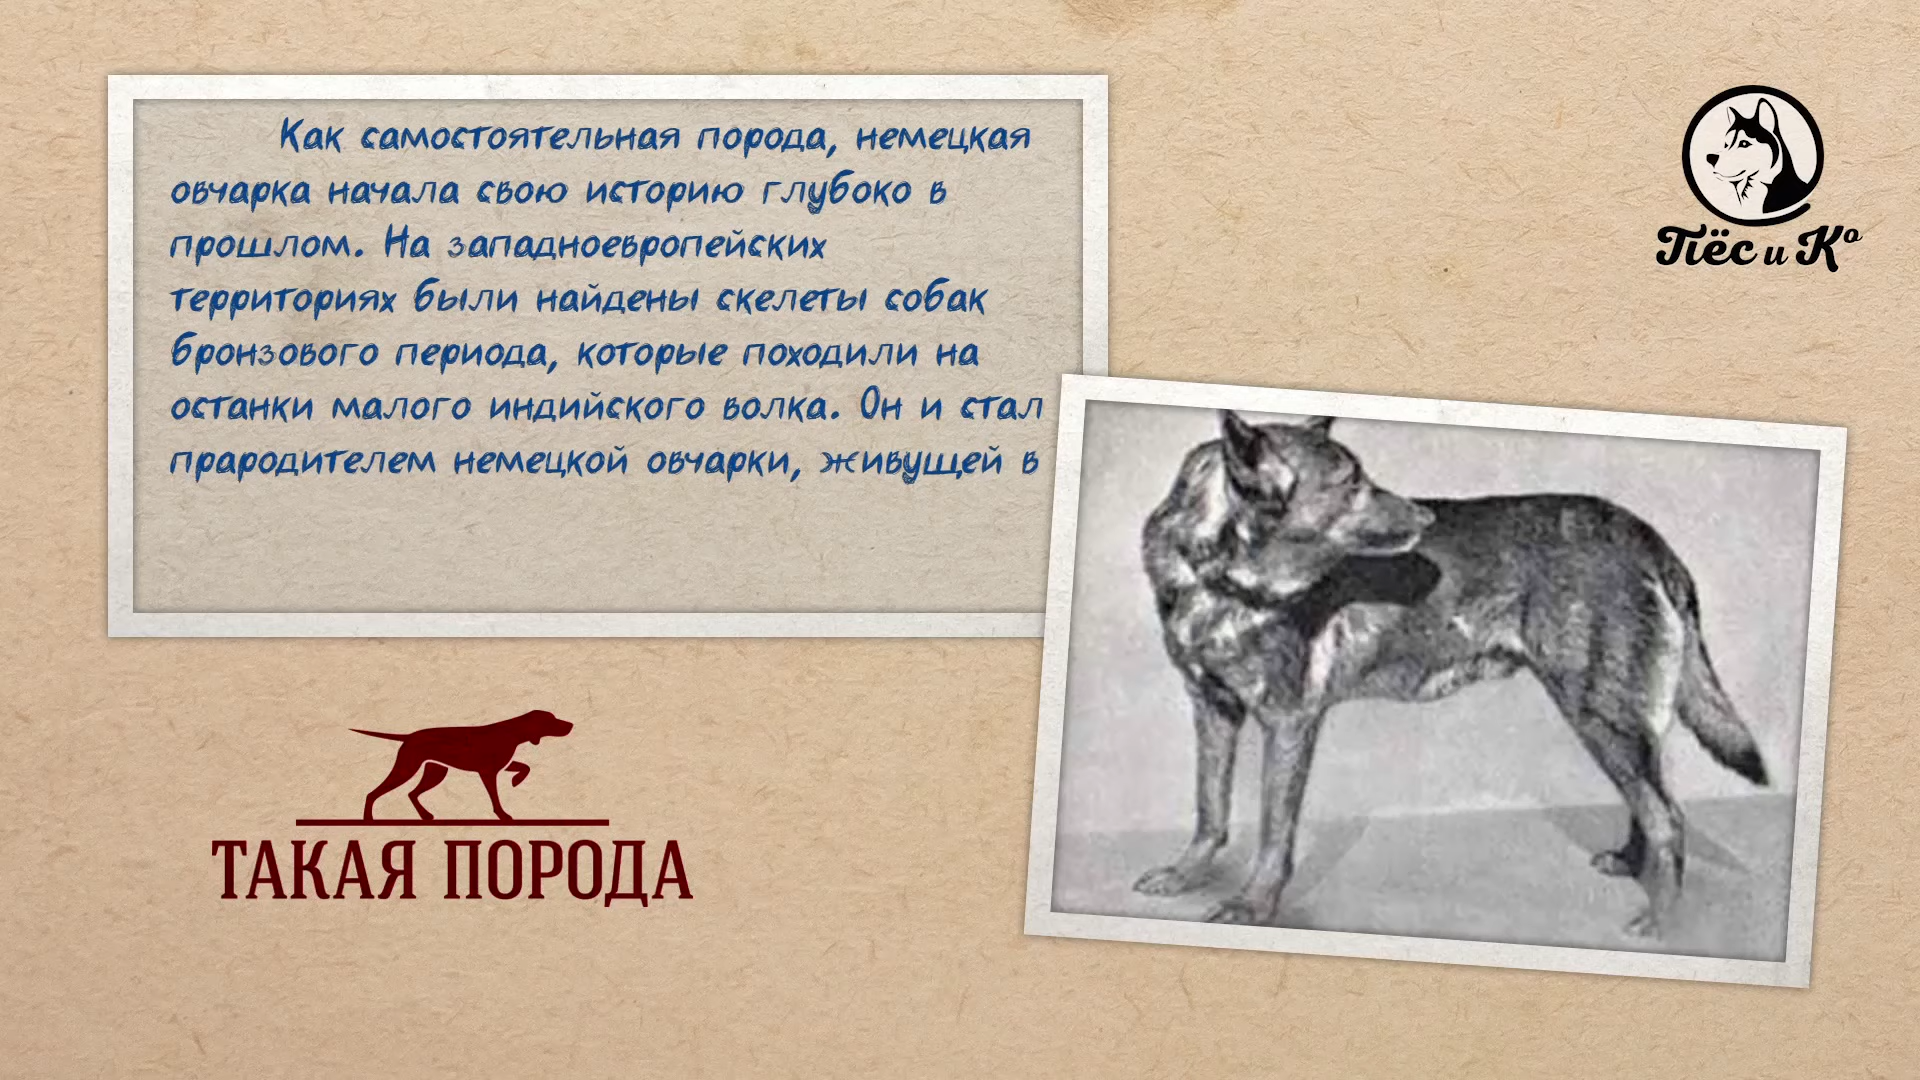 Как самостоятельная порода, немецкая
овчарка начала свою историю глубоко в
прошлом. На западноевропейских
территориях были найдены скелеты собак
бронзового периода, которые походили на
останки малого индийского волка. Он и стал
прародителем немецкой овчарки, живущей в
Пёс и Ко
ТАКАЯ ПОРОДА